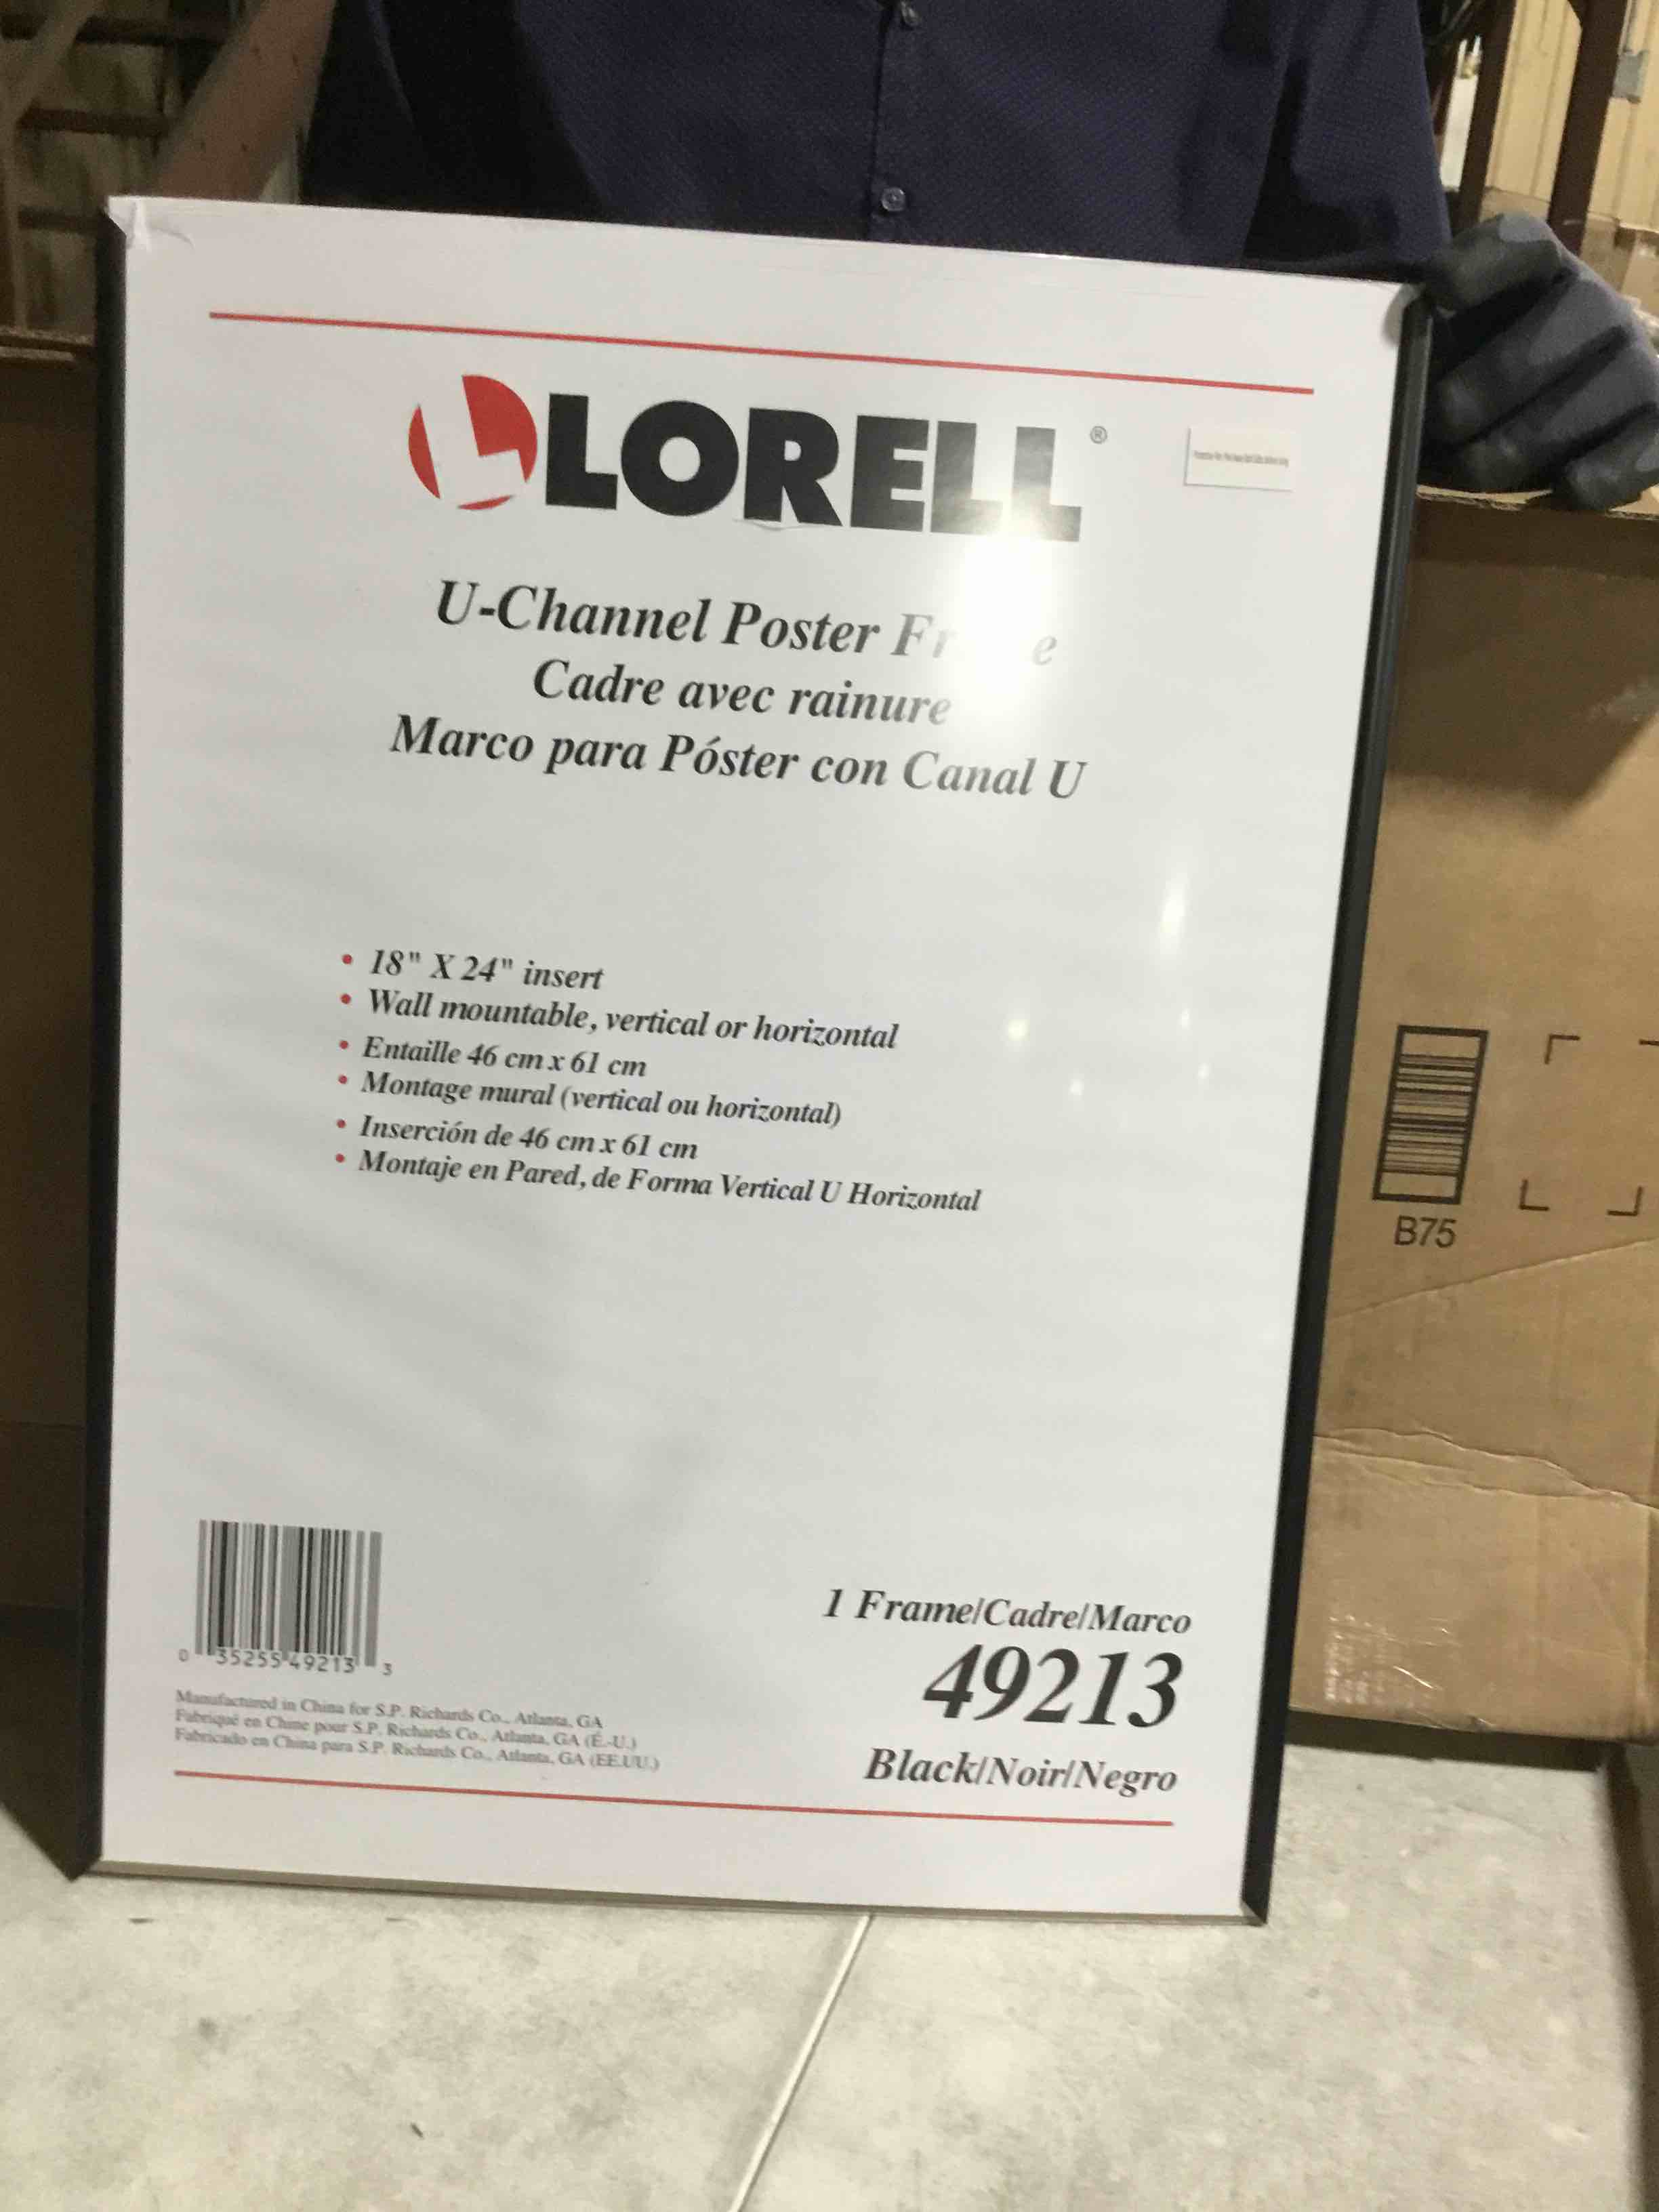 LORELL®
U-Channel Poster Fr e
Cadre avec rainure
Marco para Póster con Canal U
• 18" X 24" insert
• Wall mountable, vertical or horizontal
• Entaille 46 cm x 61 cm
• Montage mural (vertical ou horizontal)
• Inserción de 46 cm x 61 cm
• Montaje en Pared, de Forma Vertical U Horizontal
B75
1 Frame/Cadre/Marco
49213
Black/Noir/Negro
0 35255 49213 3
Manufactured in China for S.P. Richards Co., Atlanta, GA
Fabriqué en Chine pour S.P. Richards Co., Atlanta, GA (É.-U.)
Fabricado en China para S.P. Richards Co., Atlanta, GA (EE.UU.)